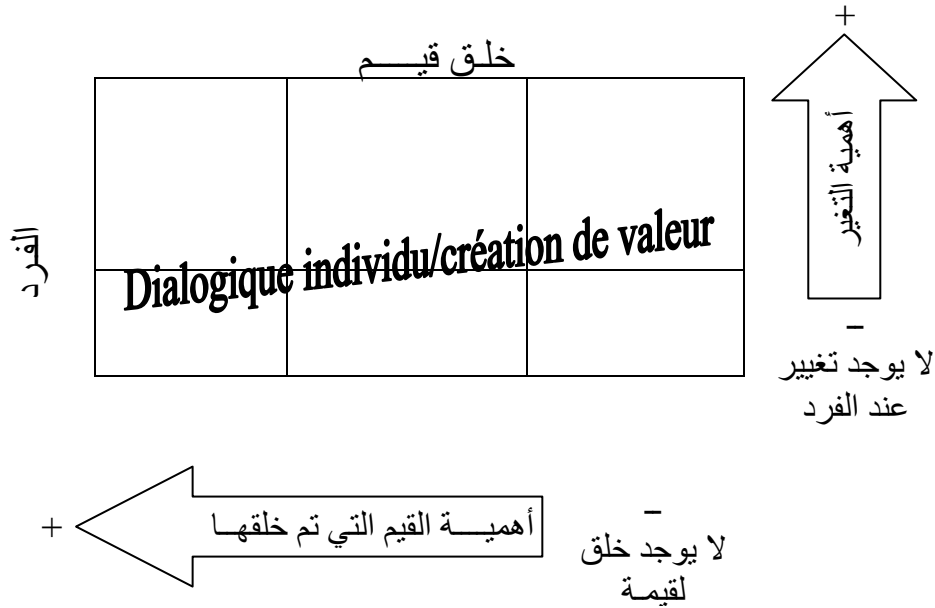 +
خلق قيم
أهمية التغير
الفرد
Dialogique individu/création de valeur
–
لا يوجد تغيير
عند الفرد
+
أهمية القيم التي تم خلقها
–
لا يوجد خلق
لقيمة